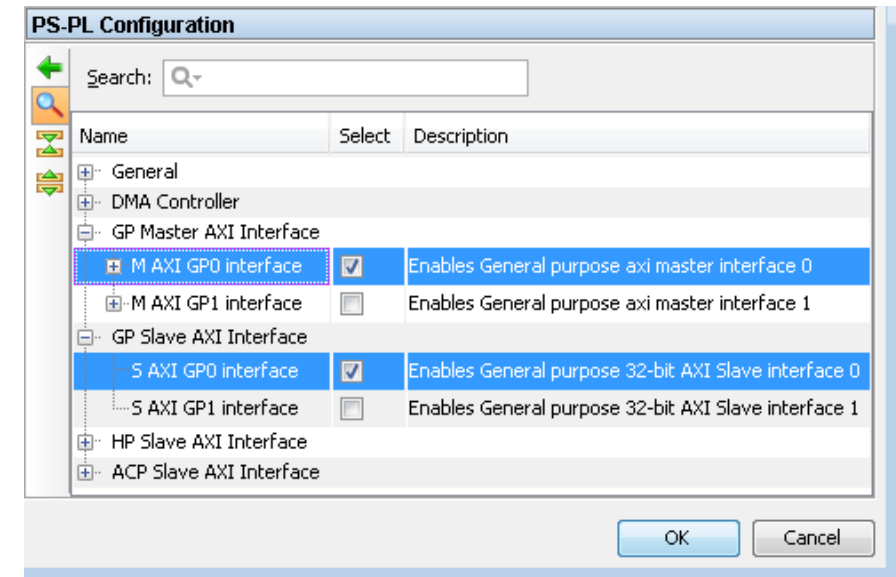 PS-PL Configuration
Search:
Name Select Description
General
DMA Controller
GP Master AXI Interface
M AXI GP0 interface Enables General purpose axi master interface 0
M AXI GP1 interface Enables General purpose axi master interface 1
GP Slave AXI Interface
S AXI GP0 interface Enables General purpose 32-bit AXI Slave interface 0
S AXI GP1 interface Enables General purpose 32-bit AXI Slave interface 1
HP Slave AXI Interface
ACP Slave AXI Interface
OK Cancel